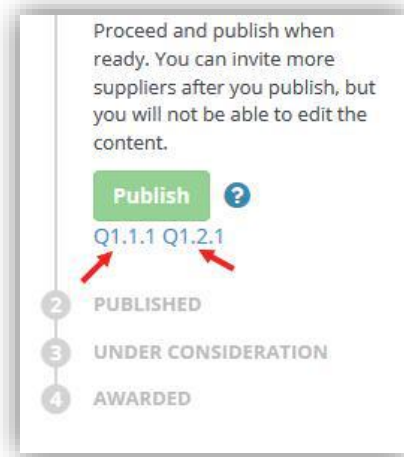 Proceed and publish when
ready. You can invite more
suppliers after you publish, but
you will not be able to edit the
content.
Publish ?
Q1.1.1 Q1.2.1
2 PUBLISHED
3 UNDER CONSIDERATION
4 AWARDED